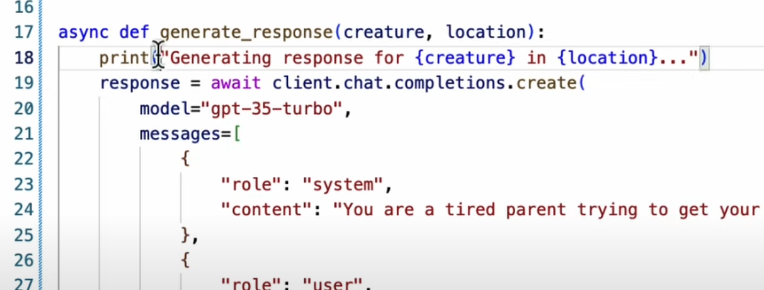 16
17 async def generate_response(creature, location):
18 print("Generating response for {creature} in {location}...")
19 response = await client.chat.completions.create(
20 model="gpt-35-turbo",
21 messages=[
22 {
23 "role": "system",
24 "content": "You are a tired parent trying to get your
25 },
26 {
27 "role": "user",